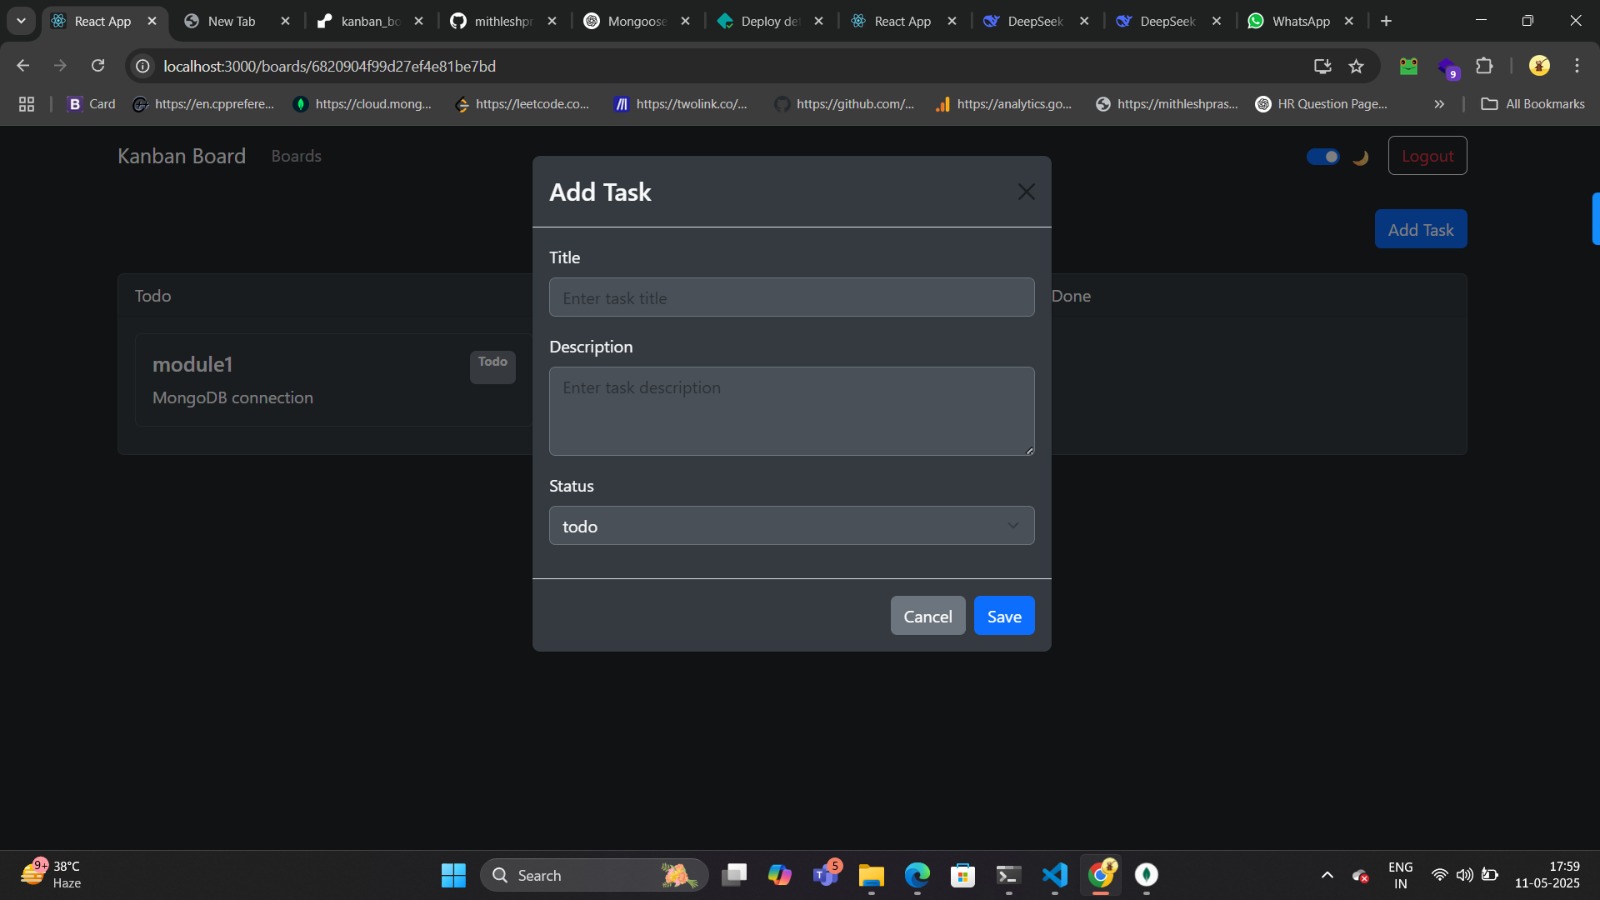 React App
New Tab
kanban_bo
mithleshpr
Mongoose
Deploy de
React App
DeepSeek
DeepSeek
WhatsApp
localhost:3000/boards/6820904f99d27ef4e81be7bd
9
B Card
https://en.cpprefere...
https://cloud.mong...
https://leetcode.co...
https://twolink.co/...
https://github.com/...
https://analytics.go...
https://mithleshpras...
HR Question Page...
»
All Bookmarks
Kanban Board
Boards
Logout
Add Task
Add Task
Title
Enter task title
Description
Enter task description
Status
todo
Cancel
Save
Todo
module1
Todo
MongoDB connection
Done
9+
38°C
Haze
Search
5
ENG
IN
17:59
11-05-2025